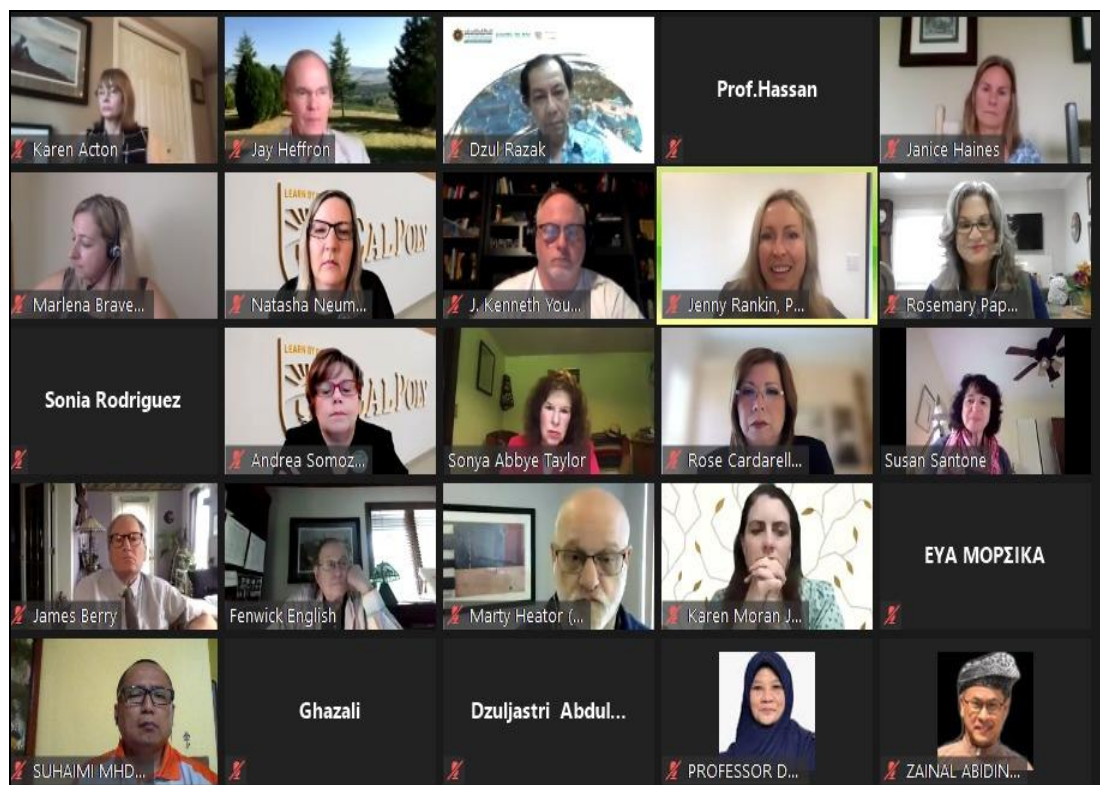 Karen Acton
Jay Heffron
Dzul Razak
Prof.Hassan
Janice Haines
Marlena Brave...
LEARN BY
CAL POLY
Natasha Neum...
J. Kenneth You...
Jenny Rankin, P...
Rosemary Pap...
Sonia Rodriguez
LEARN BY
CAL POLY
Andrea Somoz...
Sonya Abbye Taylor
Rose Cardarell...
Susan Santone
James Berry
Fenwick English
Marty Heator (...
Karen Moran J...
ΕΥΑ ΜΟΡΣΙΚΑ
SUHAIMI MHD...
Ghazali
Dzuljastri Abdul...
PROFESSOR D...
ZAINAL ABIDIN...